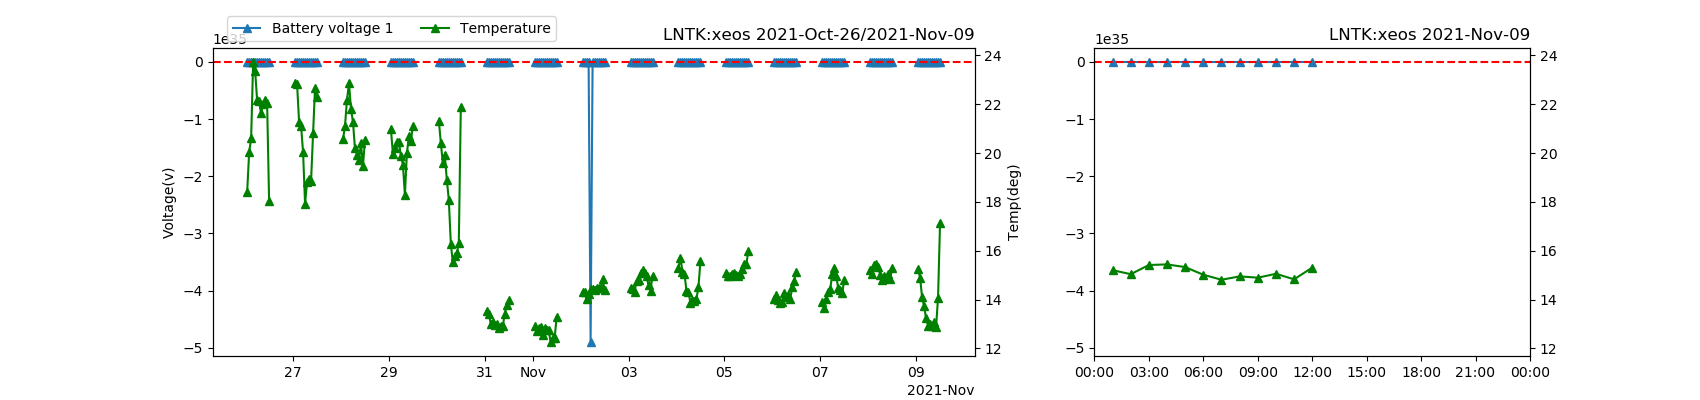 Battery voltage 1 Temperature
LNTK:xeos 2021-Oct-26/2021-Nov-09
LNTK:xeos 2021-Nov-09
1e35
1e35
0
−1
−2
−3
−4
−5
Voltage(v)
24
22
20
18
16
14
12
Temp(deg)
27 29 31 Nov 03 05 07 09
2021-Nov
0
−1
−2
−3
−4
−5
24
22
20
18
16
14
12
00:00 03:00 06:00 09:00 12:00 15:00 18:00 21:00 00:00